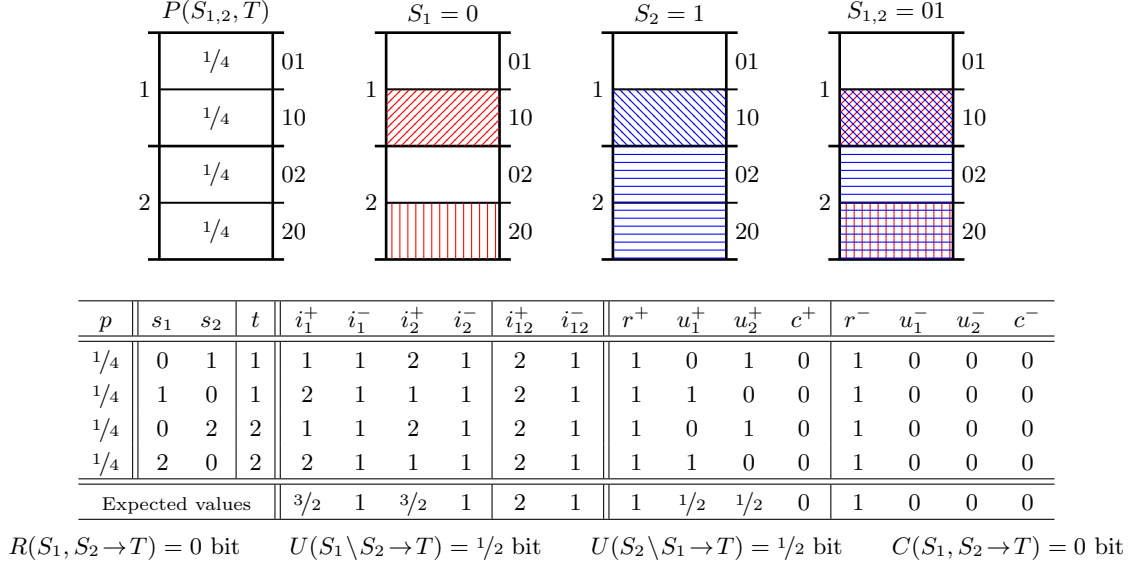 P(S₁,₂, T) S₁ = 0 S₂ = 1 S₁,₂ = 01
1/4 01 01 01 01
1 1 1 1
1/4 10 10 10 10
1/4 02 02 02 02
2 2 2 2
1/4 20 20 20 20
p s₁ s₂ t i₁⁺ i₁⁻ i₂⁺ i₂⁻ i₁₂⁺ i₁₂⁻ r⁺ u₁⁺ u₂⁺ c⁺ r⁻ u₁⁻ u₂⁻ c⁻
1/4 0 1 1 1 1 2 1 2 1 1 0 1 0 1 0 0 0
1/4 1 0 1 2 1 1 1 2 1 1 1 0 0 1 0 0 0
1/4 0 2 2 1 1 2 1 2 1 1 0 1 0 1 0 0 0
1/4 2 0 2 2 1 1 1 2 1 1 1 0 0 1 0 0 0
Expected values 3/2 1 3/2 1 2 1 1 1/2 1/2 0 1 0 0 0
R(S₁, S₂→T) = 0 bit U(S₁\S₂→T) = 1/2 bit U(S₂\S₁→T) = 1/2 bit C(S₁, S₂→T) = 0 bit